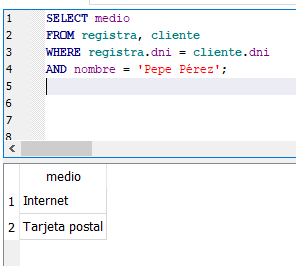 1 SELECT medio
2 FROM registra, cliente
3 WHERE registra.dni = cliente.dni
4 AND nombre = 'Pepe Pérez';
5
6
7
8
medio
1 Internet
2 Tarjeta postal